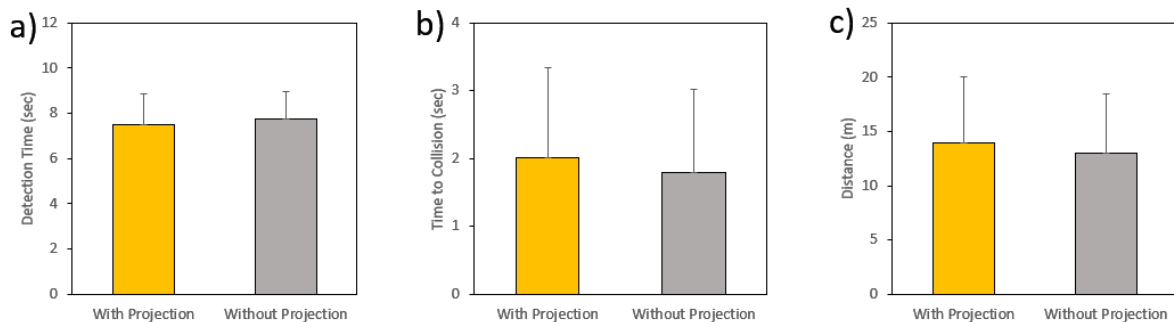 a)
Detection Time (sec)
12
10
8
6
4
2
0
With Projection
Without Projection
b)
Time to Collision (sec)
4
3
2
1
0
With Projection
Without Projection
c)
Distance (m)
25
20
15
10
5
0
With Projection
Without Projection